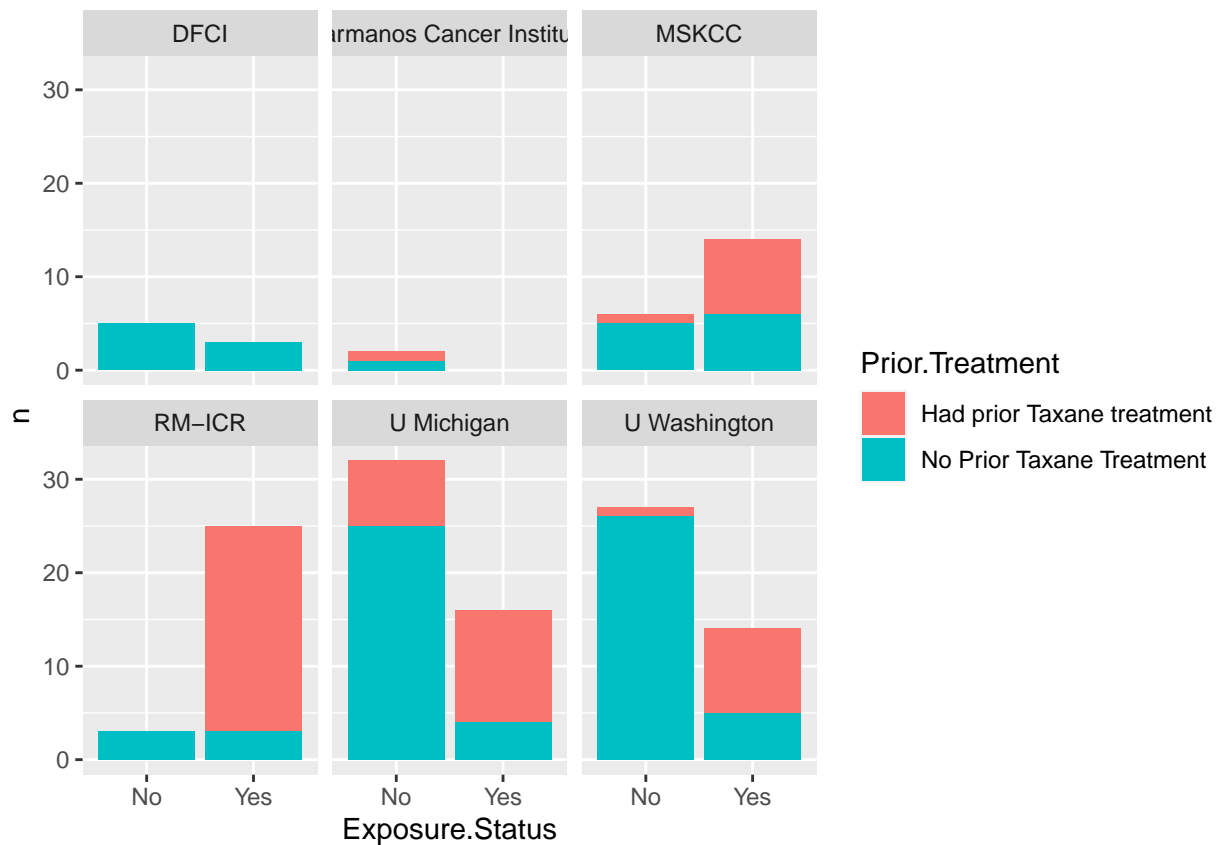 DFCI
armanos Cancer Institu
MSKCC
30
20
10
0
n
RM−ICR
U Michigan
U Washington
30
20
10
0
No
Yes
No
Yes
No
Yes
Exposure.Status
Prior.Treatment
Had prior Taxane treatment
No Prior Taxane Treatment